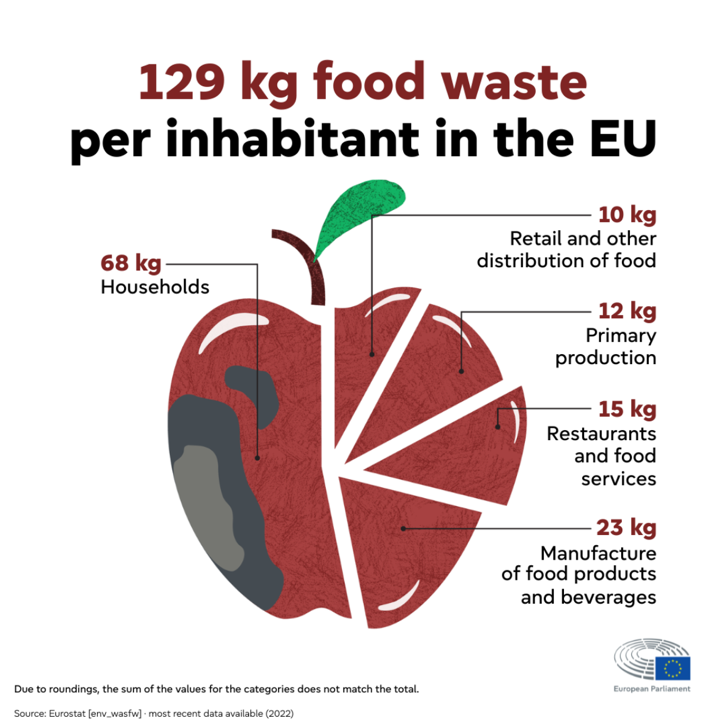 129 kg food waste
per inhabitant in the EU
68 kg
Households
10 kg
Retail and other
distribution of food
12 kg
Primary
production
15 kg
Restaurants
and food
services
23 kg
Manufacture
of food products
and beverages
European Parliament
Due to roundings, the sum of the values for the categories does not match the total.
Source: Eurostat [env_wasfw] · most recent data available (2022)